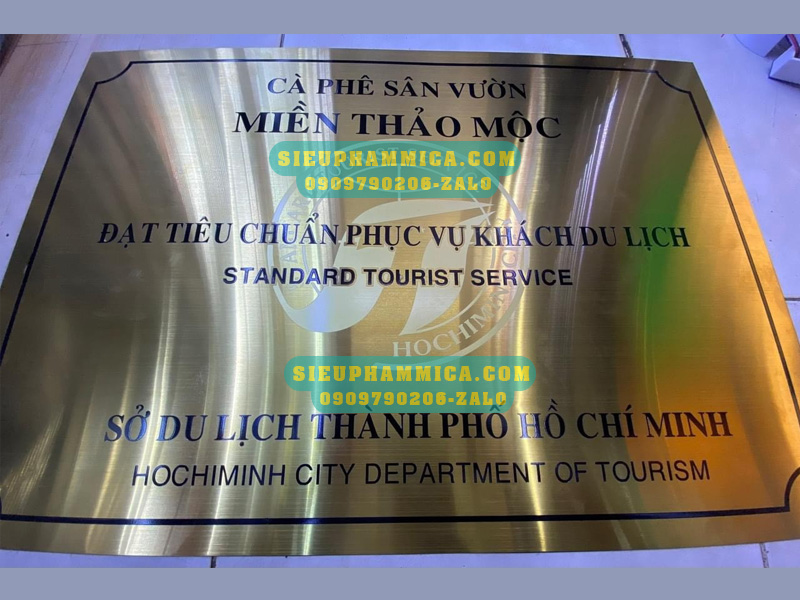 CÀ PHÊ SÂN VƯỜN
MIỀN THẢO MỘC
SIEUPHAMMICA.COM
0909790206-ZALO
ĐẠT TIÊU CHUẨN PHỤC VỤ KHÁCH DU LỊCH
STANDARD TOURIST SERVICE
HOCHIMINH
SIEUPHAMMICA.COM
0909790206-ZALO
SỞ DU LỊCH THÀNH PHỐ HỒ CHÍ MINH
HOCHIMINH CITY DEPARTMENT OF TOURISM